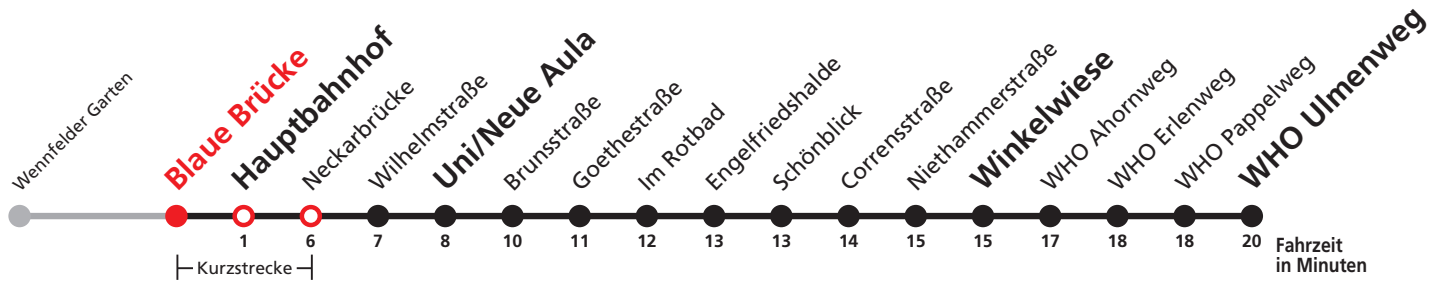 Wennfelder Garten
Blaue Brücke
Hauptbahnhof
Neckarbrücke
Wilhelmstraße
Uni/Neue Aula
Brunsstraße
Goethestraße
Im Rotbad
Engelfriedshalde
Schönblick
Corrensstraße
Niethammerstraße
Winkelwiese
WHO Ahornweg
WHO Erlenweg
WHO Pappelweg
WHO Ulmenweg
1 6 7 8 10 11 12 13 13 14 15 15 17 18 18 20
Fahrzeit
in Minuten
Kurzstrecke